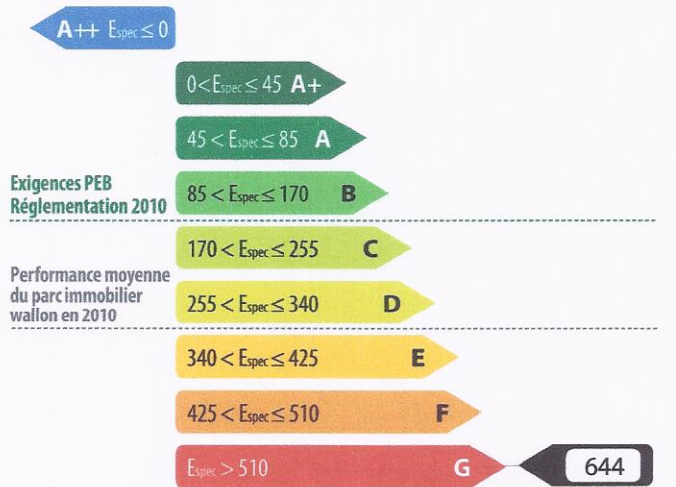 A++ Espec ≤ 0
0<Espec ≤ 45 A+
45 < Espec ≤ 85 A
Exigences PEB
Réglementation 2010
85 < Espec ≤ 170 B
170 < Espec ≤ 255 C
Performance moyenne
du parc immobilier
wallon en 2010
255 < Espec ≤ 340 D
340 < Espec ≤ 425 E
425 < Espec ≤ 510 F
Espec > 510 G
644